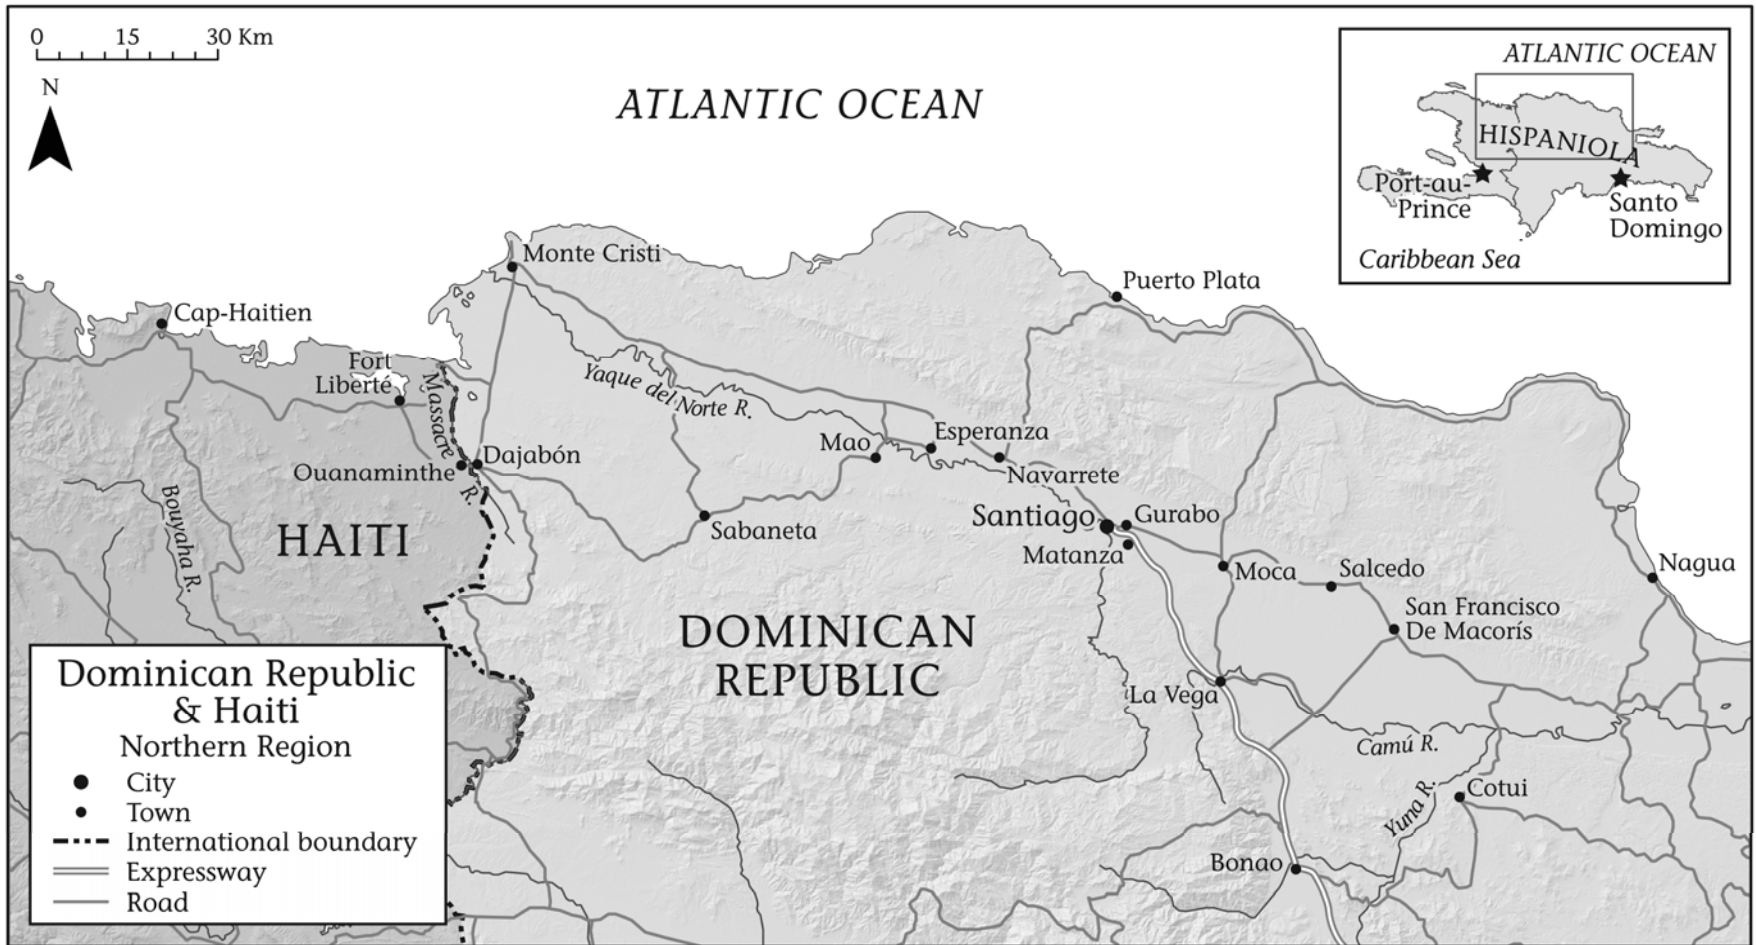 0 15 30 Km
N
ATLANTIC OCEAN
ATLANTIC OCEAN
HISPANIOLA
Port-au-
Prince
Santo
Domingo
Caribbean Sea
Monte Cristi
Puerto Plata
Cap-Haitien
Fort
Liberté
Massacre
R.
Yaque del Norte R.
Esperanza
Mao
Dajabón
Ouanaminthe
Navarrete
Bouyaha R.
Santiago
Gurabo
Sabaneta
HAITI
Matanza
Moca
Salcedo
Nagua
San Francisco
De Macorís
DOMINICAN
REPUBLIC
La Vega
Camú R.
Cotui
Yuna R.
Bonao
Dominican Republic
& Haiti
Northern Region
City
Town
International boundary
Expressway
Road